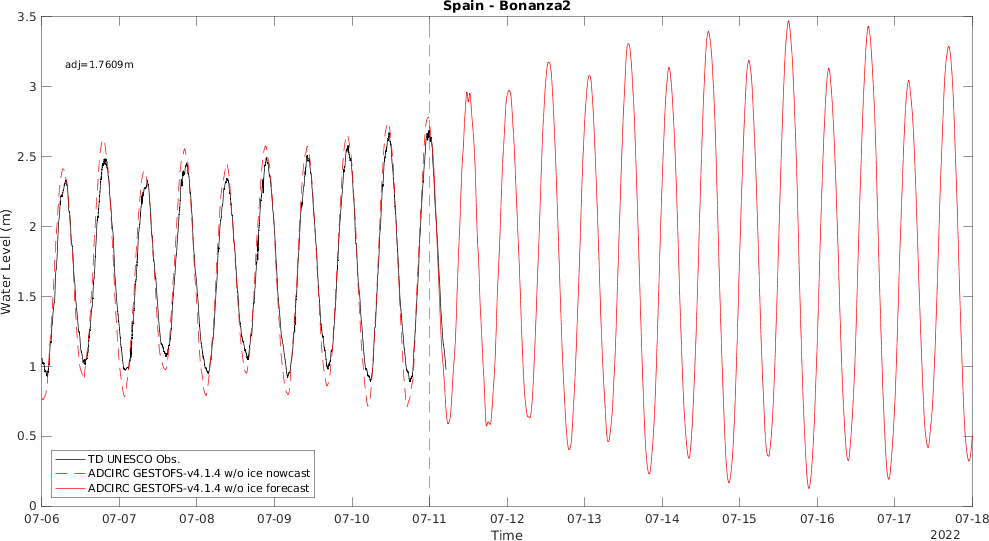 Spain - Bonanza2
adj=1.7609m
Water Level (m)
3.5
3
2.5
2
1.5
1
0.5
0
TD UNESCO Obs.
ADCIRC GESTOFS-v4.1.4 w/o ice nowcast
ADCIRC GESTOFS-v4.1.4 w/o ice forecast
07-06 07-07 07-08 07-09 07-10 07-11 07-12 07-13 07-14 07-15 07-16 07-17 07-18
Time
2022